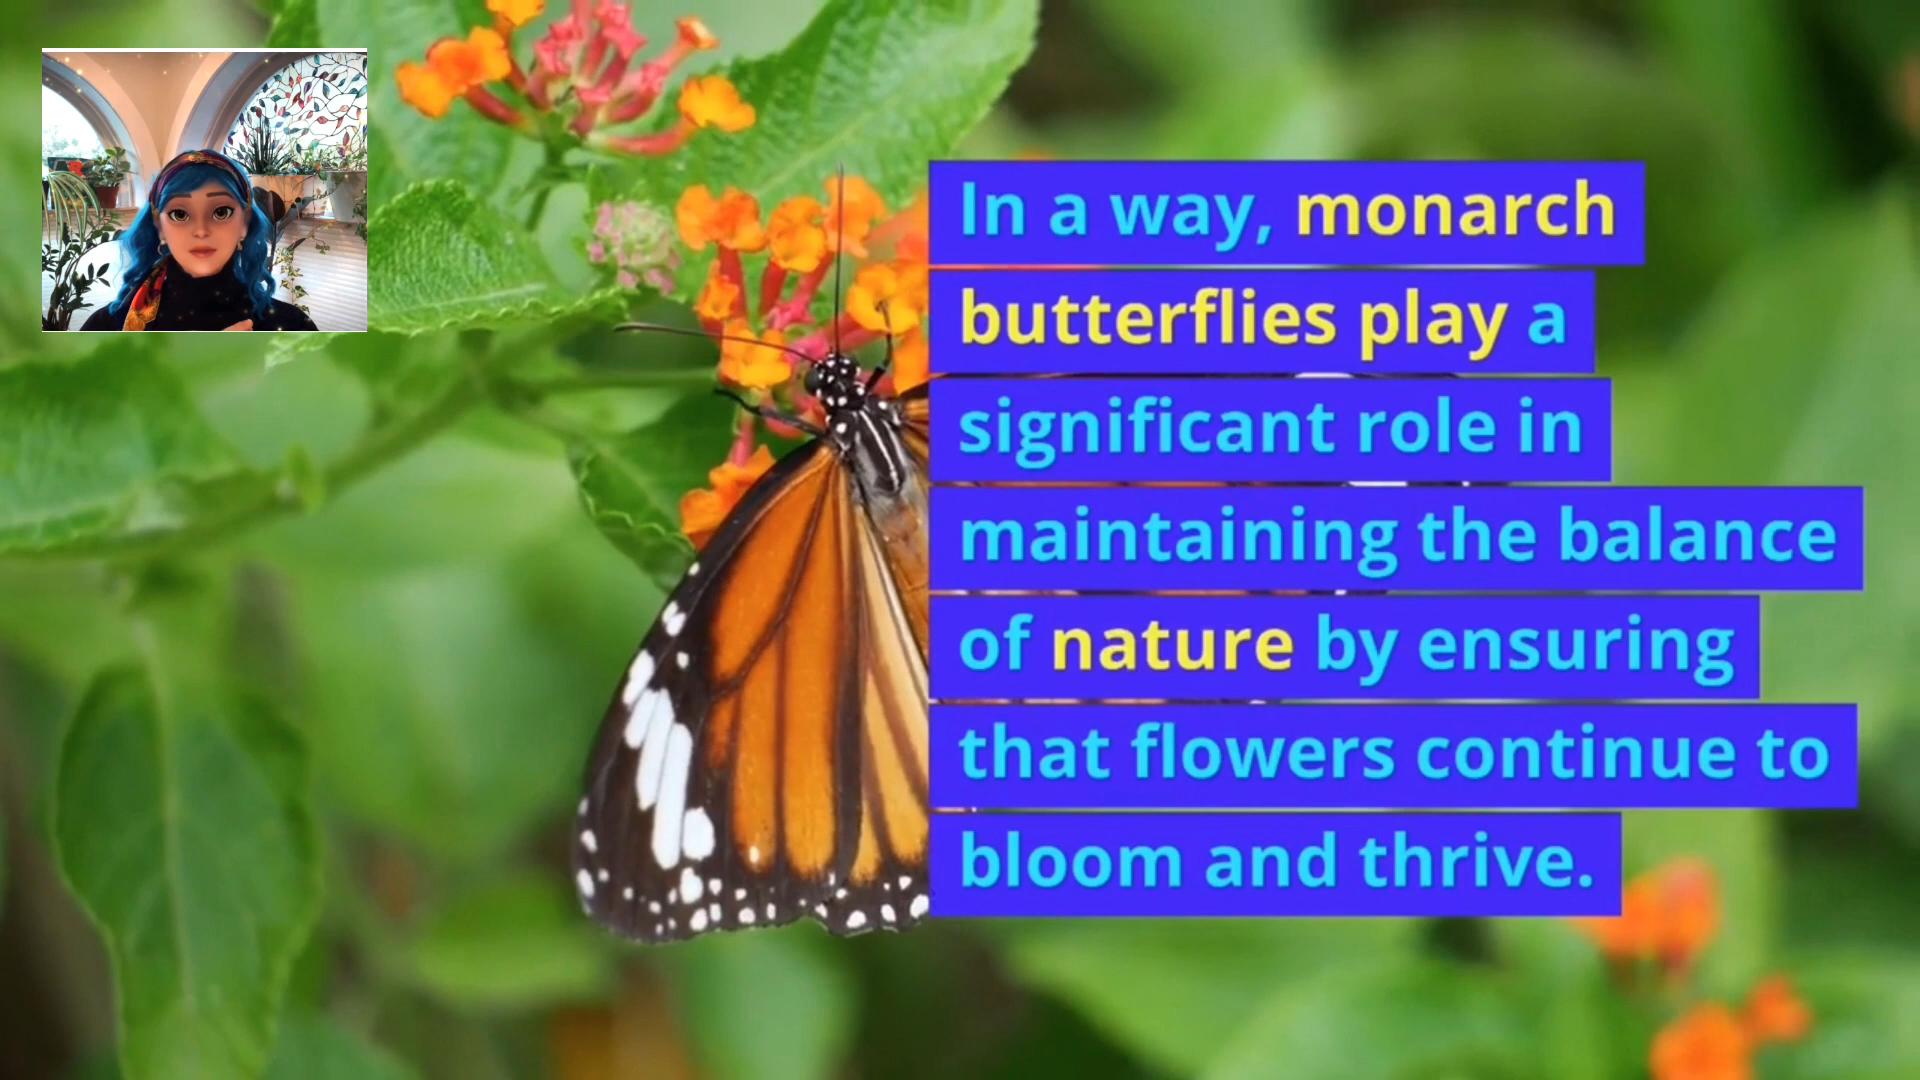 In a way, monarch
butterflies play a
significant role in
maintaining the balance
of nature by ensuring
that flowers continue to
bloom and thrive.